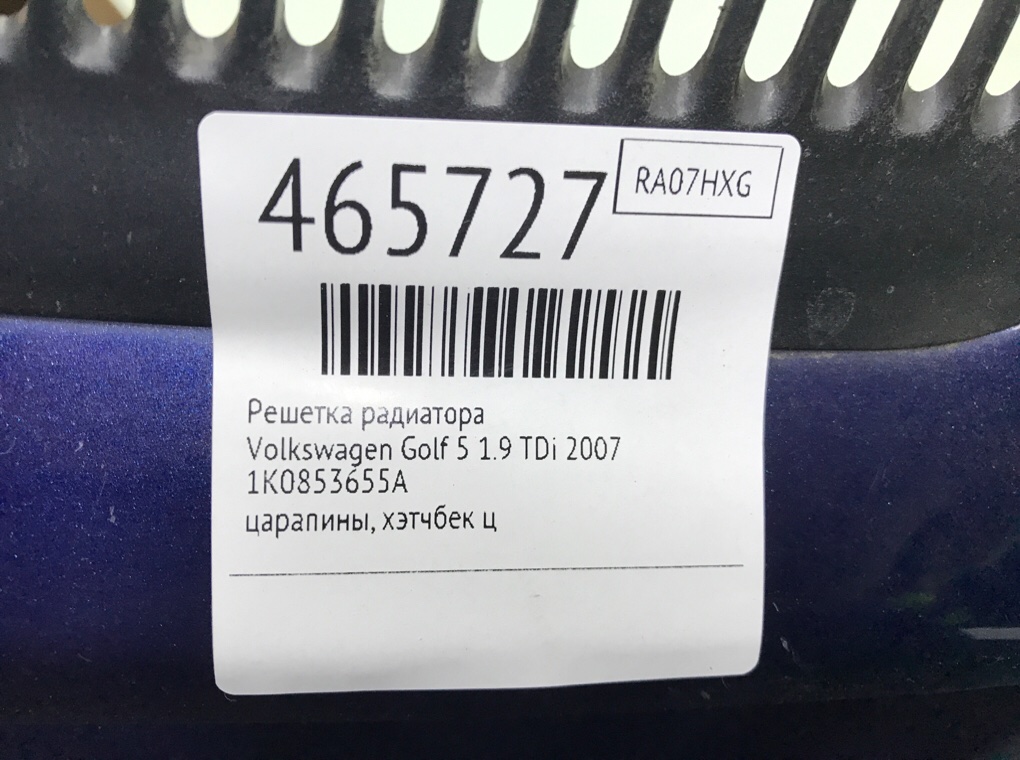 465727
RA07HXG
Решетка радиатора
Volkswagen Golf 5 1.9 TDi 2007
1K0853655A
царапины, хэтчбек ц